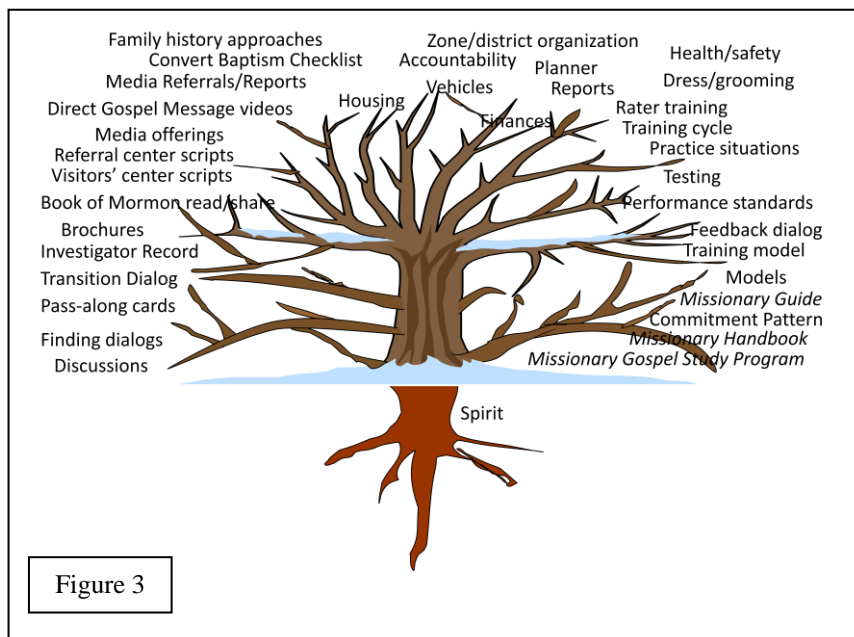 Family history approaches
Convert Baptism Checklist
Media Referrals/Reports
Direct Gospel Message videos
Media offerings
Referral center scripts
Visitors' center scripts
Book of Mormon read/share
Brochures
Investigator Record
Transition Dialog
Pass-along cards
Finding dialogs
Discussions
Housing
Zone/district organization
Accountability
Vehicles
Finances
Planner
Reports
Health/safety
Dress/grooming
Rater training
Training cycle
Practice situations
Testing
Performance standards
Feedback dialog
Training model
Models
Missionary Guide
Commitment Pattern
Missionary Handbook
Missionary Gospel Study Program
Spirit
Figure 3